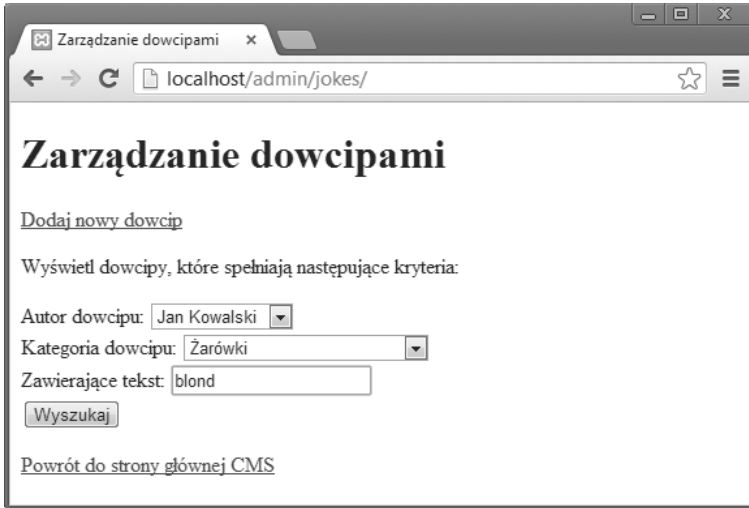 Zarządzanie dowcipami
localhost/admin/jokes/
Zarządzanie dowcipami
Dodaj nowy dowcip
Wyświetl dowcipy, które spełniają następujące kryteria:
Autor dowcipu: Jan Kowalski
Kategoria dowcipu: Żarówki
Zawierające tekst: blond
Wyszukaj
Powrót do strony głównej CMS